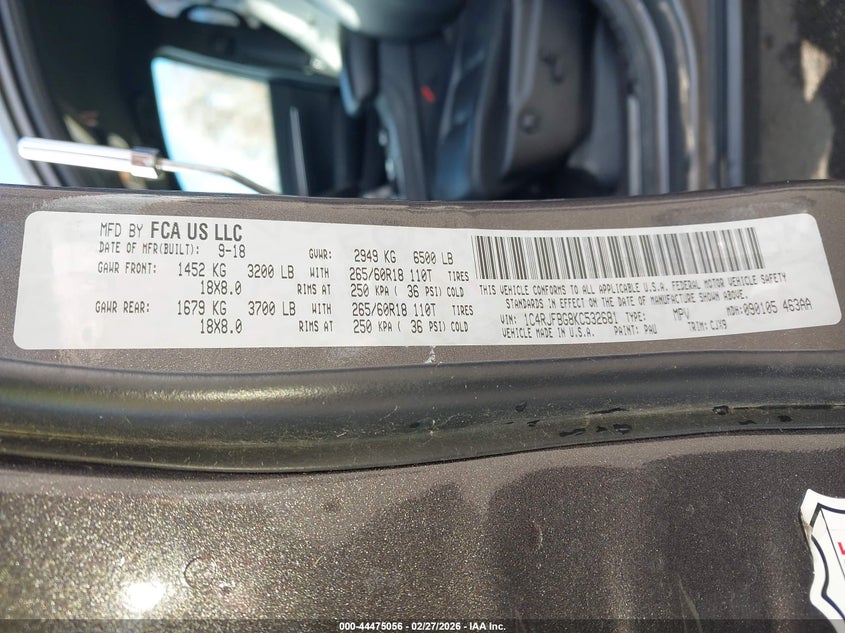 MFD BY FCA US LLC
DATE OF MFR(BUILT): 9-18 GVWR: 2949 KG 6500 LB
GAWR FRONT: 1452 KG 3200 LB WITH 265/60R18 110T TIRES
18X8.0 RIMS AT 250 KPA ( 36 PSI) COLD
GAWR REAR: 1679 KG 3700 LB WITH 265/60R18 110T TIRES
18X8.0 RIMS AT 250 KPA ( 36 PSI) COLD
THIS VEHICLE CONFORMS TO ALL APPLICABLE U.S.A. FEDERAL MOTOR VEHICLE SAFETY
STANDARDS IN EFFECT ON THE DATE OF MANUFACTURE SHOWN ABOVE.
VIN: 1C4RJFBG8KC532681 TYPE: MPV MDH: 090105 463AA
VEHICLE MADE IN U.S.A. PAINT: PAU TRIM: CJX9
000-44475056 | 02/27/2026 | IAA Inc.